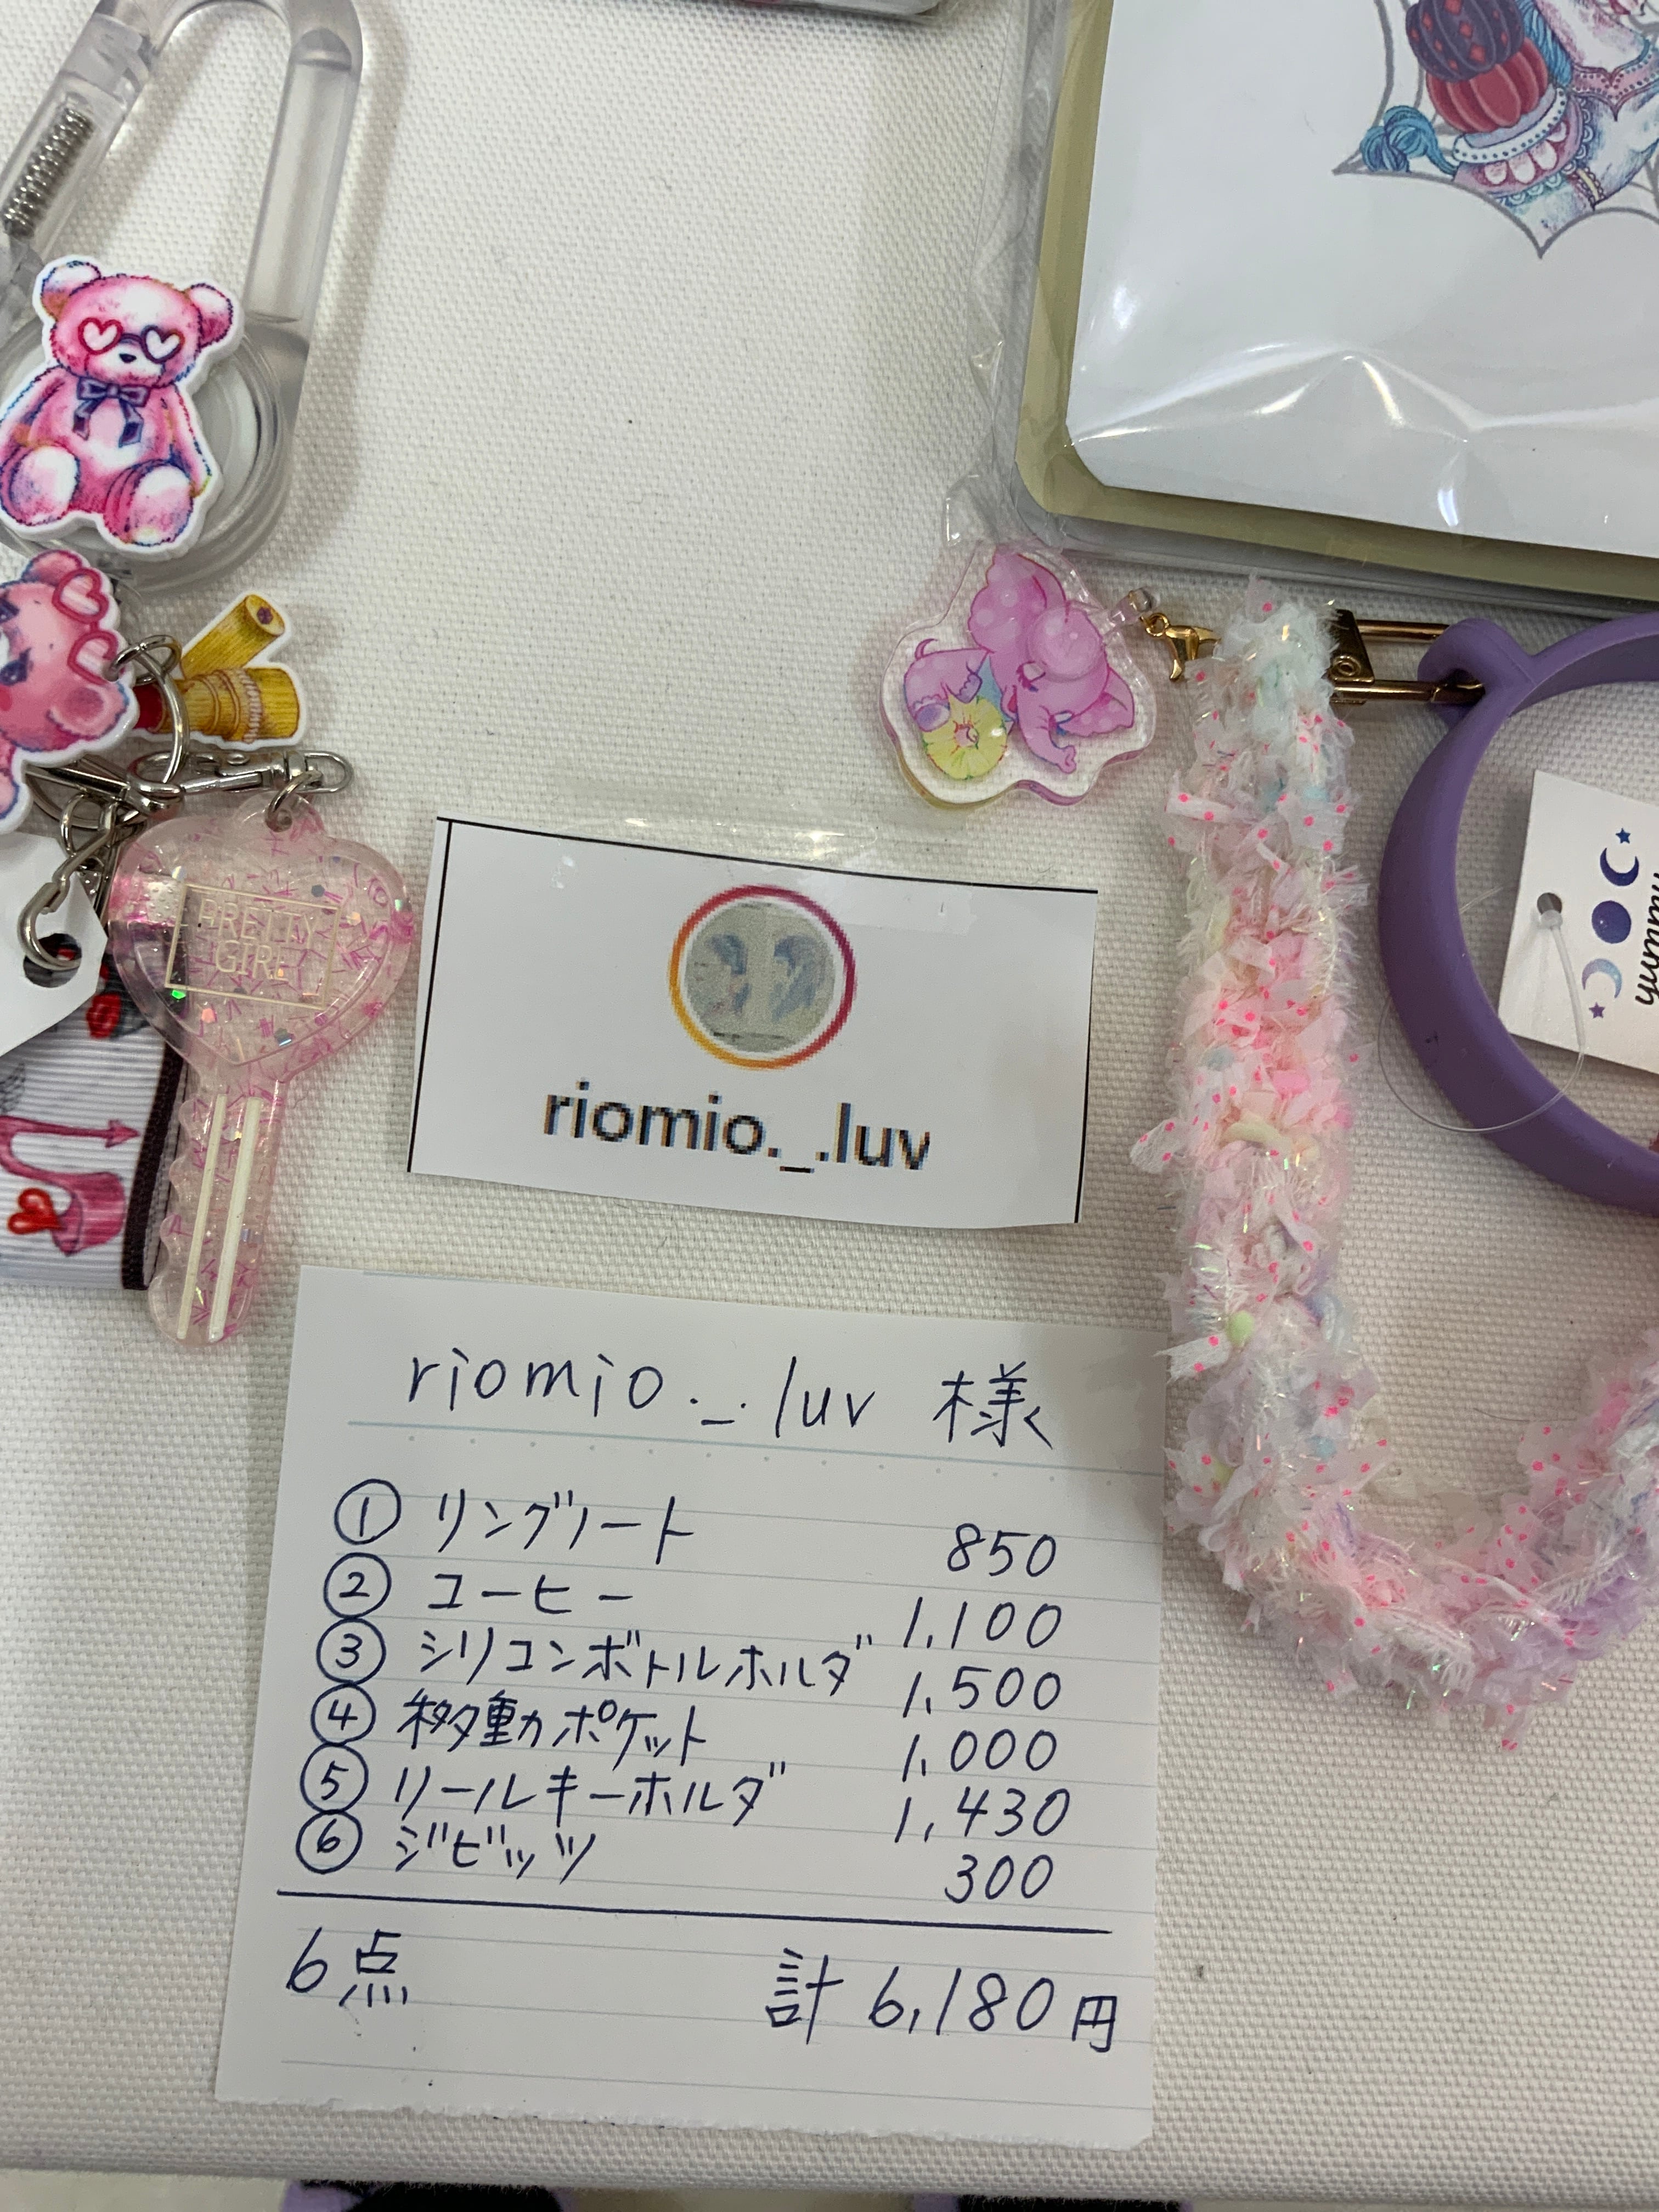 PRETTY
GIRL
yummy
riomio._.luv
riomio._.luv 様
① リングノート 850
② コーヒー 1,100
③ シリコンボトルホルダ 1,500
④ 移動ポケット 1,000
⑤ リールキーホルダ 1,430
⑥ ジビッツ 300
6点 計 6,180円